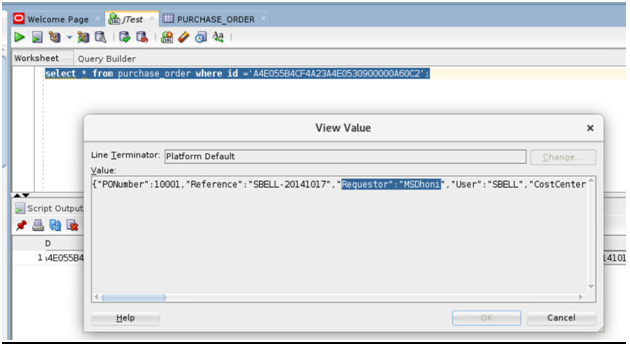 Welcome Page JTest PURCHASE_ORDER
Worksheet Query Builder
select * from purchase_order where id ='A4E055B4CF4A23A4E0530900000A60C2';
View Value
Line Terminator: Platform Default Change...
Value:
{"PONumber":10001,"Reference":"SBELL-20141017","Requestor":"MSDhoni","User":"SBELL","CostCenter
Script Output
D
1 A4E055B4 14101
Help OK Cancel